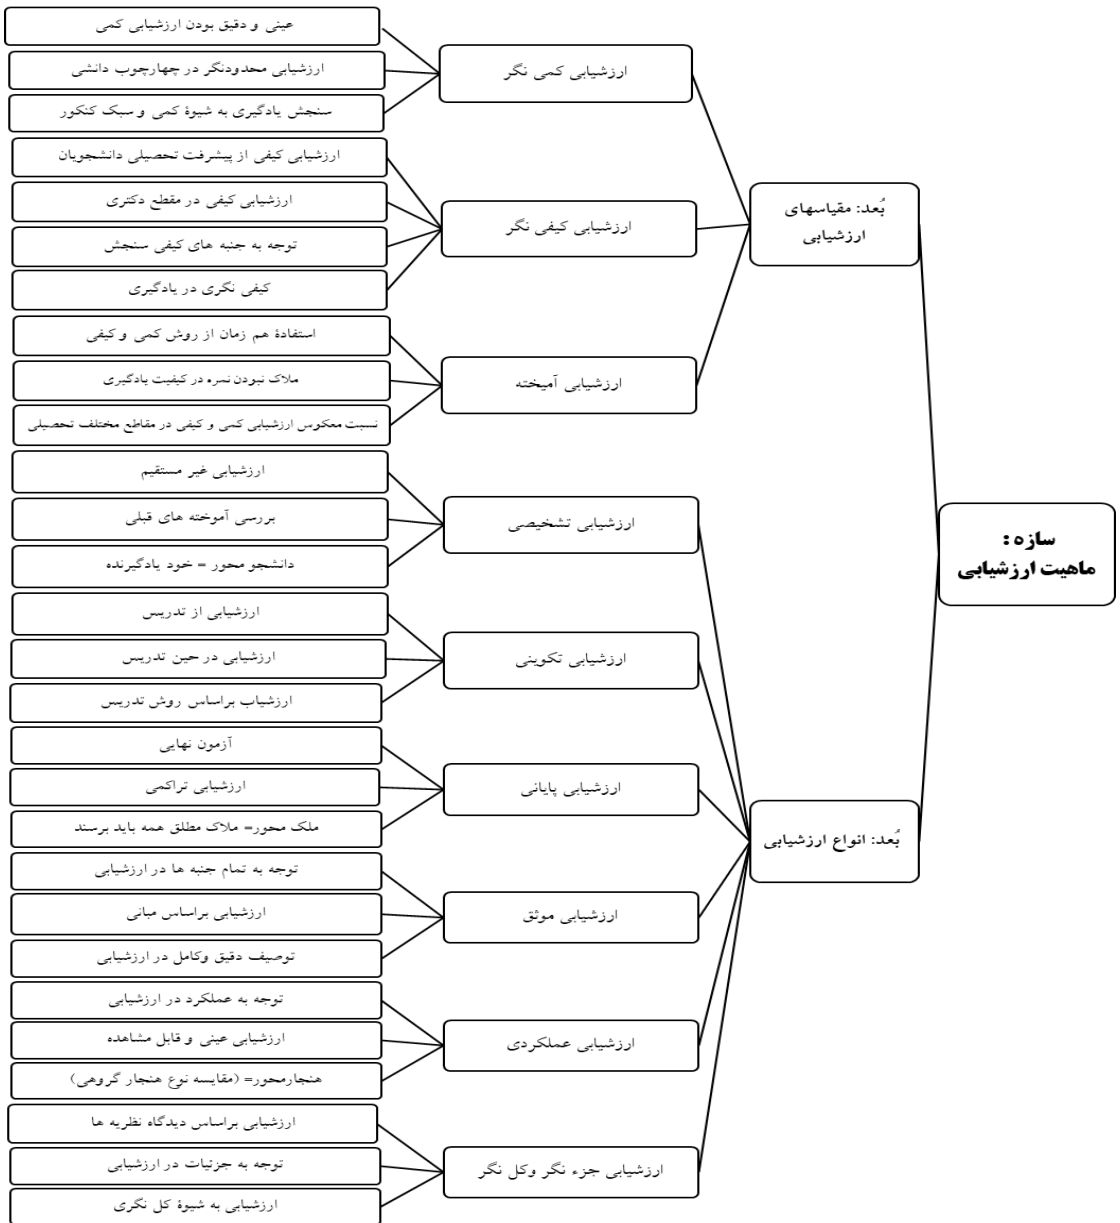 سازه :
ماهیت ارزشیابی
بُعد: مقیاسهای
ارزشیابی
ارزشیابی کمی نگر
عینی و دقیق بودن ارزشیابی کمی
ارزشیابی محدودنگر در چهارچوب دانشی
سنجش یادگیری به شیوۀ کمی و سبک کنکور
ارزشیابی کیفی نگر
ارزشیابی کیفی از پیشرفت تحصیلی دانشجویان
ارزشیابی کیفی در مقطع دکتری
توجه به جنبه های کیفی سنجش
کیفی نگری در یادگیری
ارزشیابی آمیخته
استفادۀ هم زمان از روش کمی و کیفی
ملاک نبودن نمره در کیفیت یادگیری
نسبت معکوس ارزشیابی کمی و کیفی در مقاطع مختلف تحصیلی
بُعد: انواع ارزشیابی
ارزشیابی تشخیصی
ارزشیابی غیر مستقیم
بررسی آموخته های قبلی
دانشجو محور = خود یادگیرنده
ارزشیابی تکوینی
ارزشیابی از تدریس
ارزشیابی در حین تدریس
ارزشیاب براساس روش تدریس
ارزشیابی پایانی
آزمون نهایی
ارزشیابی تراکمی
ملک محور= ملاک مطلق همه باید برسند
ارزشیابی موثق
توجه به تمام جنبه ها در ارزشیابی
ارزشیابی براساس مبانی
توصیف دقیق وکامل در ارزشیابی
ارزشیابی عملکردی
توجه به عملکرد در ارزشیابی
ارزشیابی عینی و قابل مشاهده
هنجارمحور= (مقایسه نوع هنجار گروهی)
ارزشیابی جزء نگر وکل نگر
ارزشیابی براساس دیدگاه نظریه ها
توجه به جزئیات در ارزشیابی
ارزشیابی به شیوۀ کل نگری